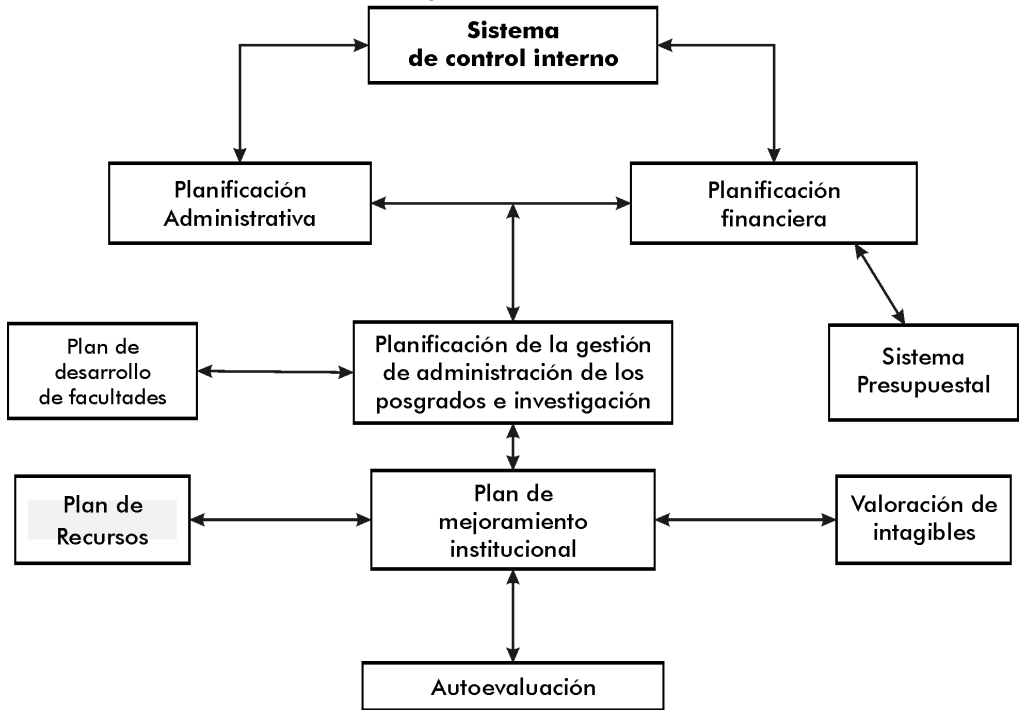 Sistema
de control interno
Planificación
Administrativa
Planificación
financiera
Plan de
desarrollo
de facultades
Planificación de la gestión
de administración de los
posgrados e investigación
Sistema
Presupuestal
Plan de
Recursos
Plan de
mejoramiento
institucional
Valoración de
intagibles
Autoevaluación